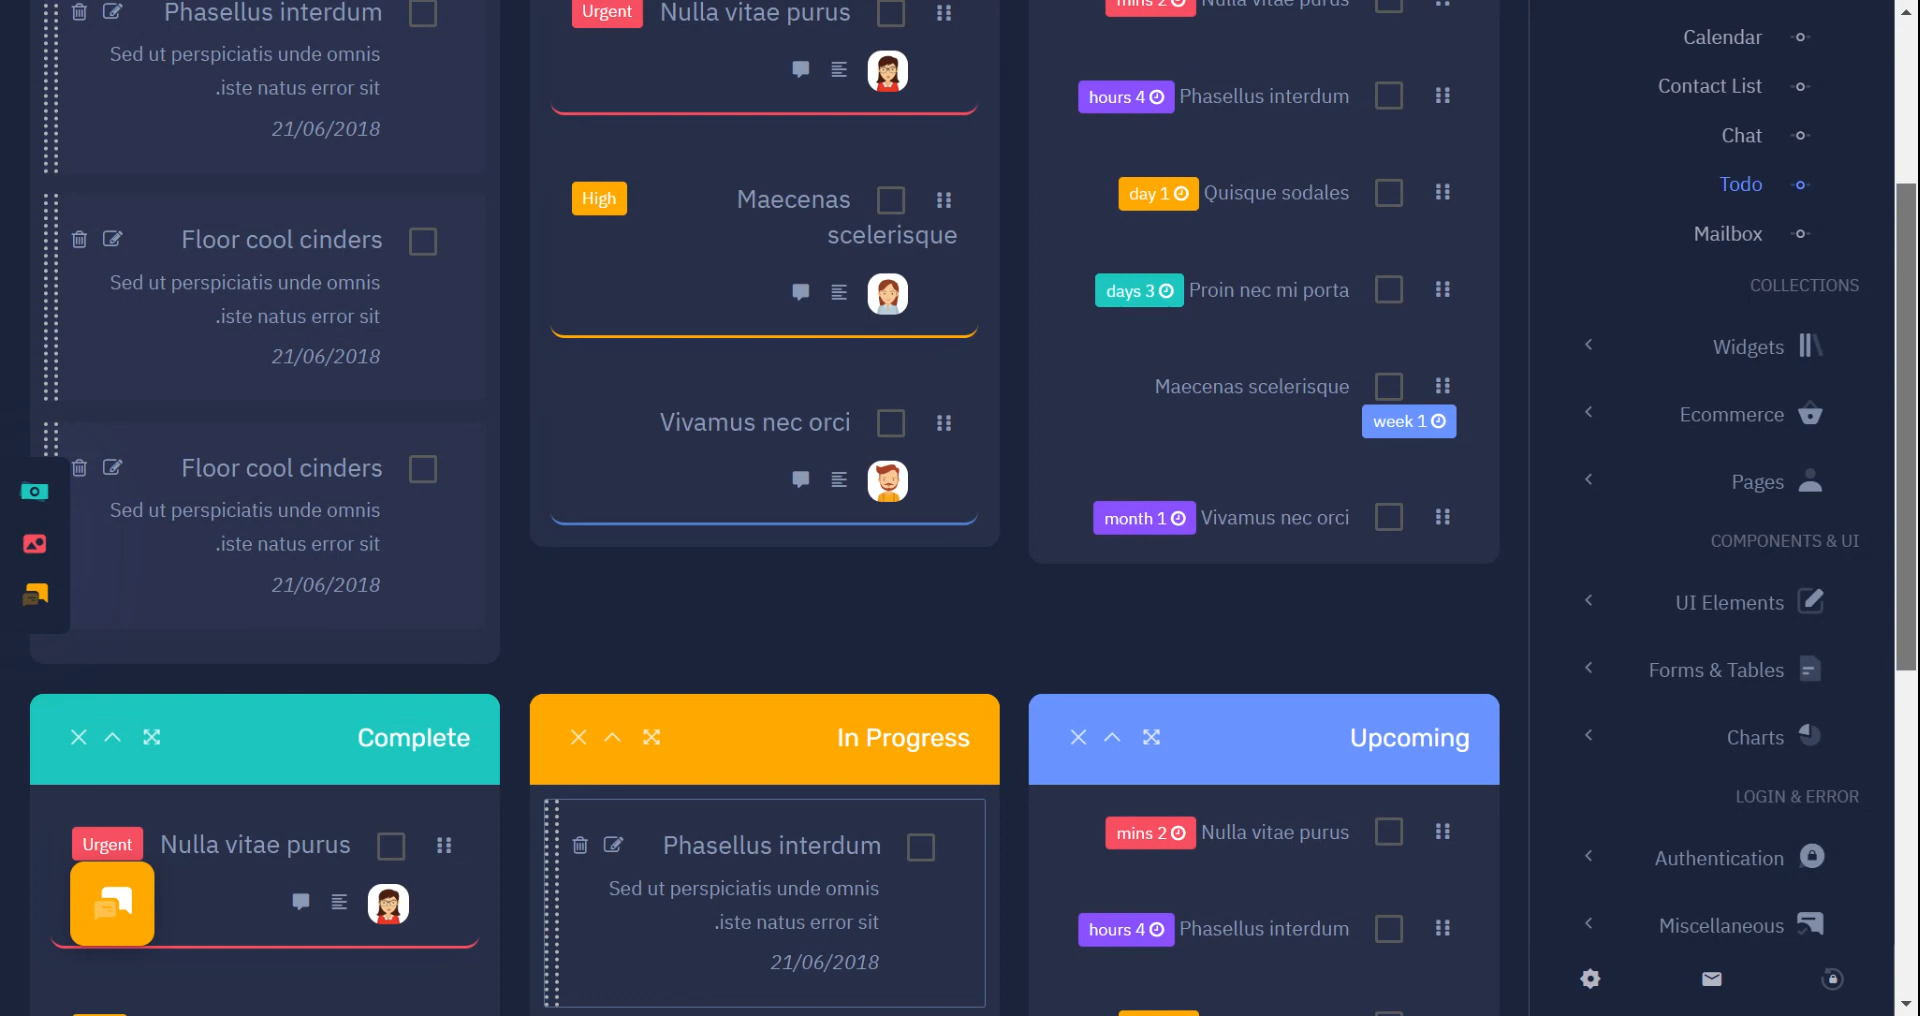 Phasellus interdum
Sed ut perspiciatis unde omnis
.iste natus error sit
21/06/2018
Floor cool cinders
Sed ut perspiciatis unde omnis
.iste natus error sit
21/06/2018
Floor cool cinders
Sed ut perspiciatis unde omnis
.iste natus error sit
21/06/2018
Urgent Nulla vitae purus
High Maecenas
scelerisque
Vivamus nec orci
mins 2 Nulla vitae purus
hours 4 Phasellus interdum
day 1 Quisque sodales
days 3 Proin nec mi porta
Maecenas scelerisque
week 1
month 1 Vivamus nec orci
Complete
Urgent Nulla vitae purus
In Progress
Phasellus interdum
Sed ut perspiciatis unde omnis
.iste natus error sit
21/06/2018
Upcoming
mins 2 Nulla vitae purus
hours 4 Phasellus interdum
Calendar
Contact List
Chat
Todo
Mailbox
COLLECTIONS
Widgets
Ecommerce
Pages
COMPONENTS & UI
UI Elements
Forms & Tables
Charts
LOGIN & ERROR
Authentication
Miscellaneous